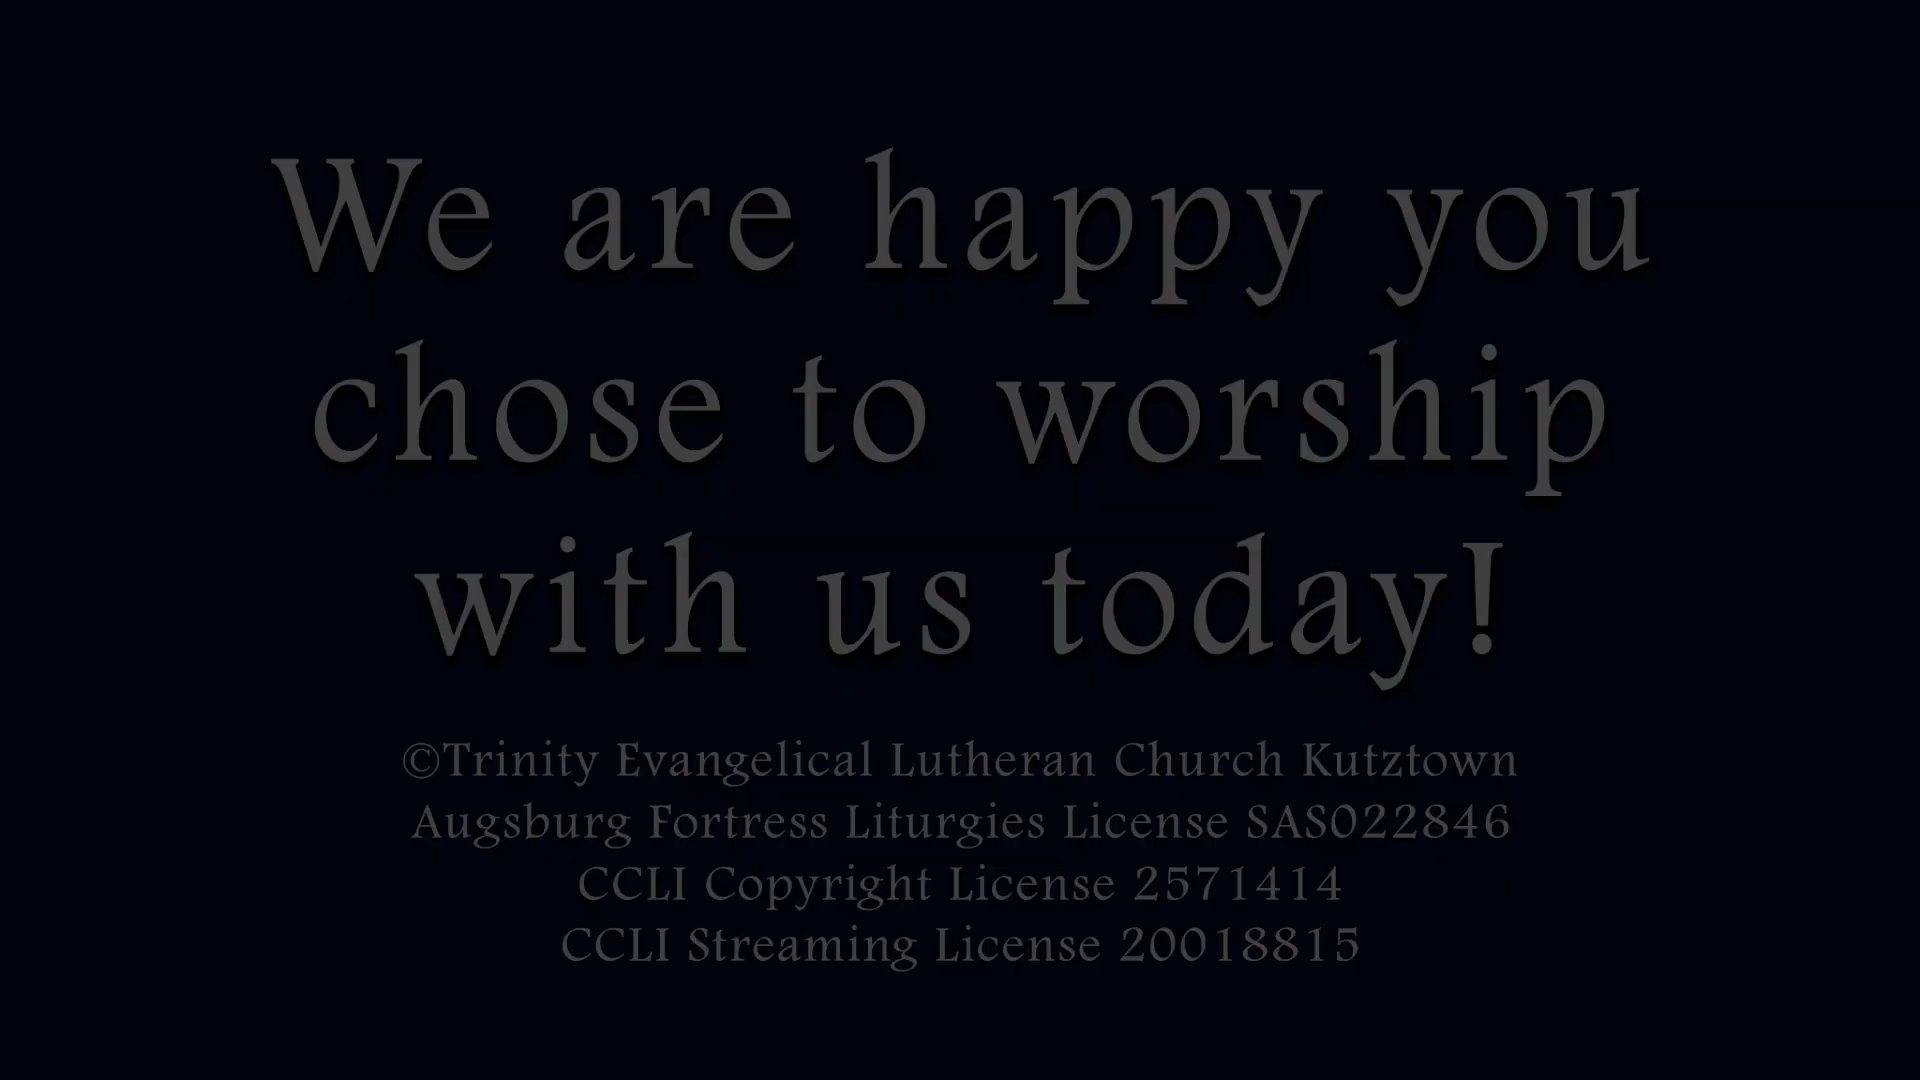 We are happy you
chose to worship
with us today!
©Trinity Evangelical Lutheran Church Kutztown
Augsburg Fortress Liturgies License SAS022846
CCLI Copyright License 2571414
CCLI Streaming License 20018815